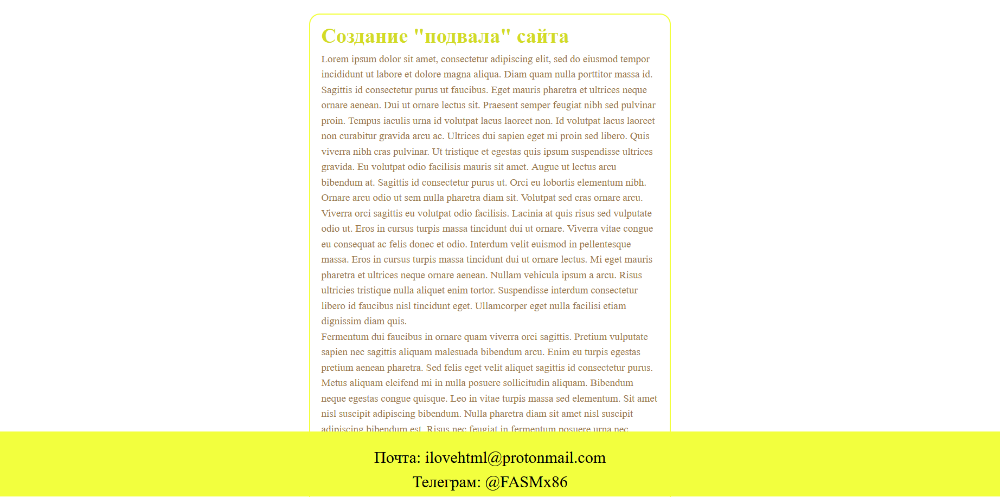 Создание "подвала" сайта
Lorem ipsum dolor sit amet, consectetur adipiscing elit, sed do eiusmod tempor
incididunt ut labore et dolore magna aliqua. Diam quam nulla porttitor massa id.
Sagittis id consectetur purus ut faucibus. Eget mauris pharetra et ultrices neque
ornare aenean. Dui ut ornare lectus sit. Praesent semper feugiat nibh sed pulvinar
proin. Tempus iaculis urna id volutpat lacus laoreet non. Id volutpat lacus laoreet
non curabitur gravida arcu ac. Ultrices dui sapien eget mi proin sed libero. Quis
viverra nibh cras pulvinar. Ut tristique et egestas quis ipsum suspendisse ultrices
gravida. Eu volutpat odio facilisis mauris sit amet. Augue ut lectus arcu
bibendum at. Sagittis id consectetur purus ut. Orci eu lobortis elementum nibh.
Ornare arcu odio ut sem nulla pharetra diam sit. Volutpat sed cras ornare arcu.
Viverra orci sagittis eu volutpat odio facilisis. Lacinia at quis risus sed vulputate
odio ut. Eros in cursus turpis massa tincidunt dui ut ornare. Viverra vitae congue
eu consequat ac felis donec et odio. Interdum velit euismod in pellentesque
massa. Eros in cursus turpis massa tincidunt dui ut ornare lectus. Mi eget mauris
pharetra et ultrices neque ornare aenean. Nullam vehicula ipsum a arcu. Risus
ultricies tristique nulla aliquet enim tortor. Suspendisse interdum consectetur
libero id faucibus nisl tincidunt eget. Ullamcorper eget nulla facilisi etiam
dignissim diam quis.
Fermentum dui faucibus in ornare quam viverra orci sagittis. Pretium vulputate
sapien nec sagittis aliquam malesuada bibendum arcu. Enim eu turpis egestas
pretium aenean pharetra. Sed felis eget velit aliquet sagittis id consectetur purus.
Metus aliquam eleifend mi in nulla posuere sollicitudin aliquam. Bibendum
neque egestas congue quisque. Leo in vitae turpis massa sed elementum. Sit amet
nisl suscipit adipiscing bibendum. Nulla pharetra diam sit amet nisl suscipit
adipiscing bibendum est. Risus nec feugiat in fermentum posuere urna nec
Почта: ilovehtml@protonmail.com
Телеграм: @FASMx86